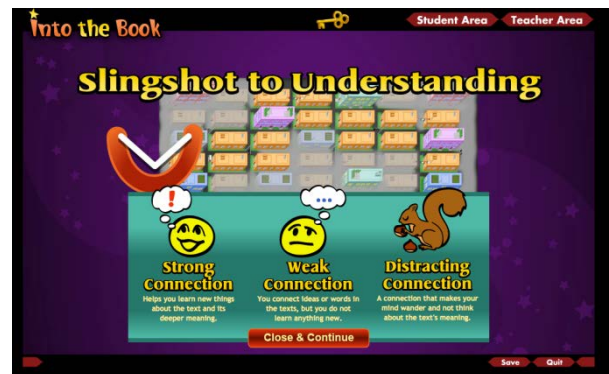 Into the Book
Student Area
Teacher Area
Slingshot to Understanding
!
...
Strong
Connection
Helps you learn new things
about the text and its
deeper meaning.
Weak
Connection
You connect ideas or words in
the texts, but you do not
learn anything new.
Distracting
Connection
A connection that makes your
mind wander and not think
about the text's meaning.
Close & Continue
Save
Quit